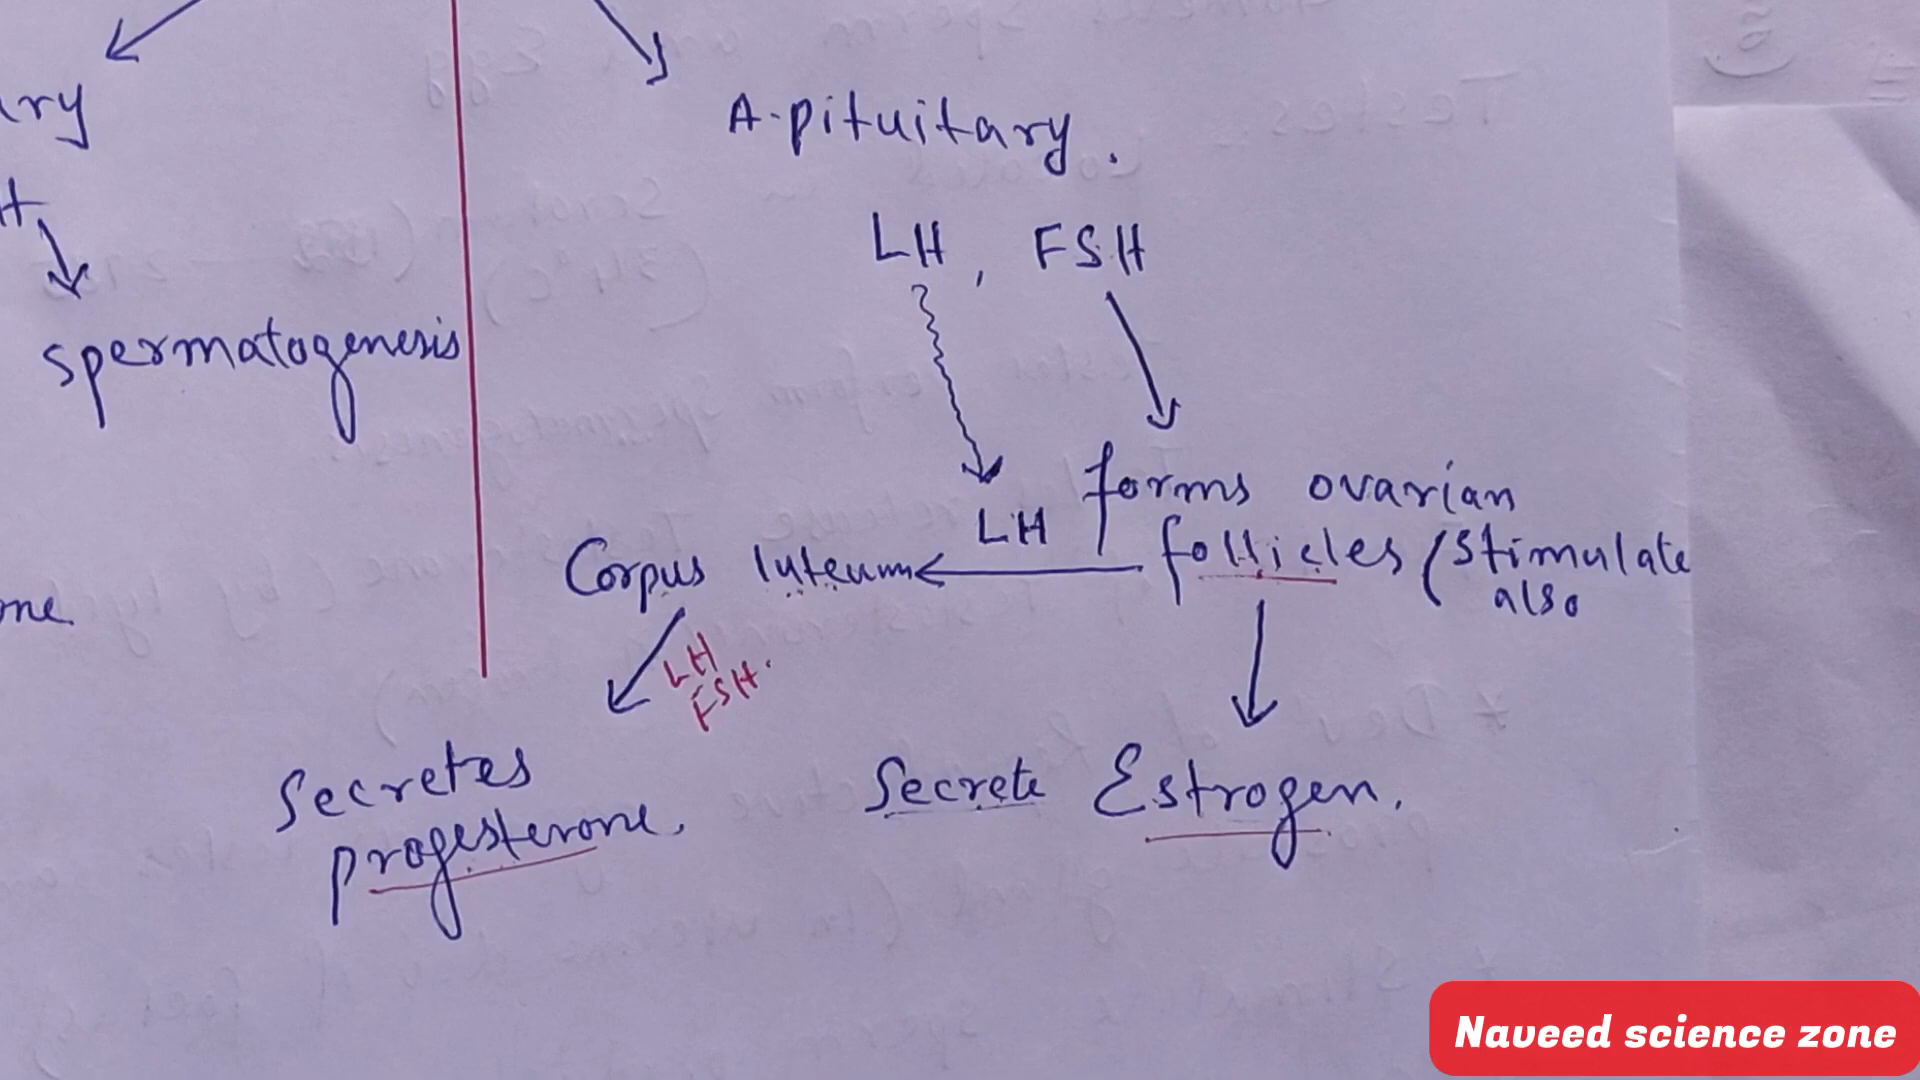 ry
A. pituitary.
LH, FSH
spermatogenesis
forms ovarian
LH
Corpus luteum
follicles (stimulate
also
one
LH
FSH.
Secretes
progesterone.
Secrete Estrogen.
Naveed science zone